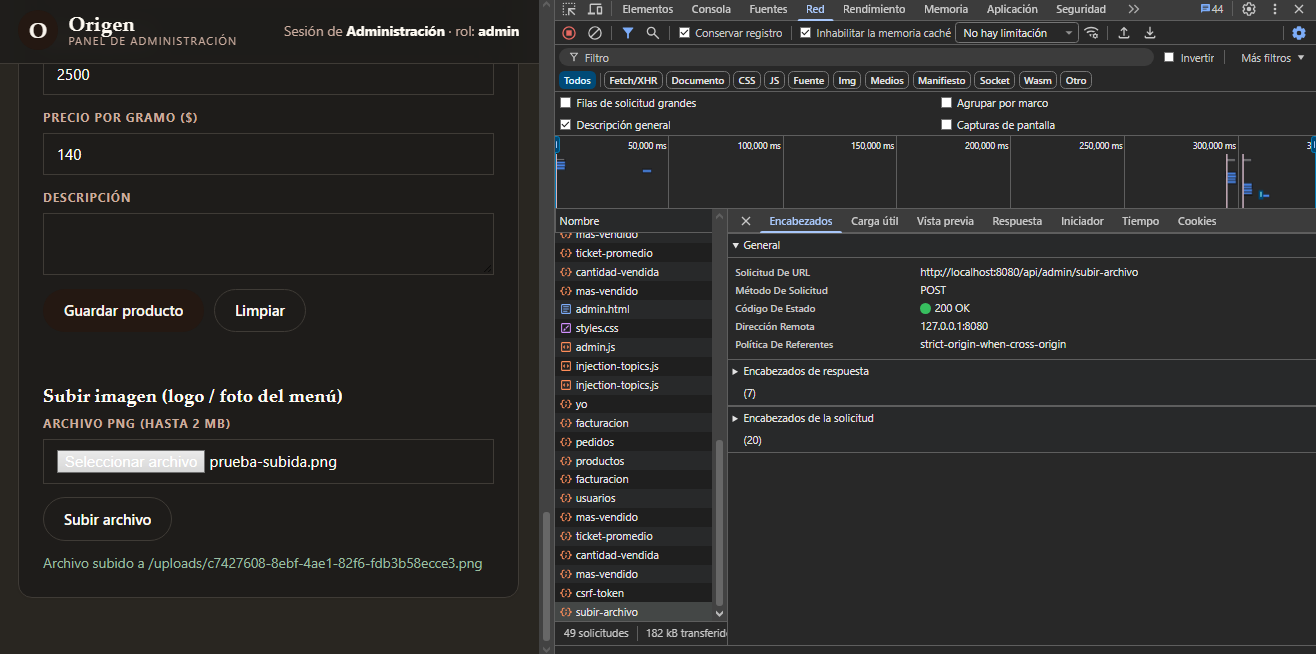 O
Origen
PANEL DE ADMINISTRACIÓN
Sesión de Administración · rol: admin
2500
PRECIO POR GRAMO ($)
140
DESCRIPCIÓN
Guardar producto
Limpiar
Subir imagen (logo / foto del menú)
ARCHIVO PNG (HASTA 2 MB)
Seleccionar archivo prueba-subida.png
Subir archivo
Archivo subido a /uploads/c7427608-8ebf-4ae1-82f6-fdb3b58ecce3.png
Elementos Consola Fuentes Red Rendimiento Memoria Aplicación Seguridad 44
Conservar registro Inhabilitar la memoria caché No hay limitación
Filtro Invertir Más filtros
Todos Fetch/XHR Documento CSS JS Fuente Img Medios Manifiesto Socket Wasm Otro
Filas de solicitud grandes Agrupar por marco
Descripción general Capturas de pantalla
50,000 ms 100,000 ms 150,000 ms 200,000 ms 250,000 ms 300,000 ms 3
Nombre
mas-vendido
ticket-promedio
cantidad-vendida
mas-vendido
admin.html
styles.css
admin.js
injection-topics.js
injection-topics.js
yo
facturacion
pedidos
productos
facturacion
usuarios
mas-vendido
ticket-promedio
cantidad-vendida
mas-vendido
csrf-token
subir-archivo
49 solicitudes 182 kB transferid
Encabezados Carga útil Vista previa Respuesta Iniciador Tiempo Cookies
General
Solicitud De URL http://localhost:8080/api/admin/subir-archivo
Método De Solicitud POST
Código De Estado 200 OK
Dirección Remota 127.0.0.1:8080
Política De Referentes strict-origin-when-cross-origin
Encabezados de respuesta
(7)
Encabezados de la solicitud
(20)